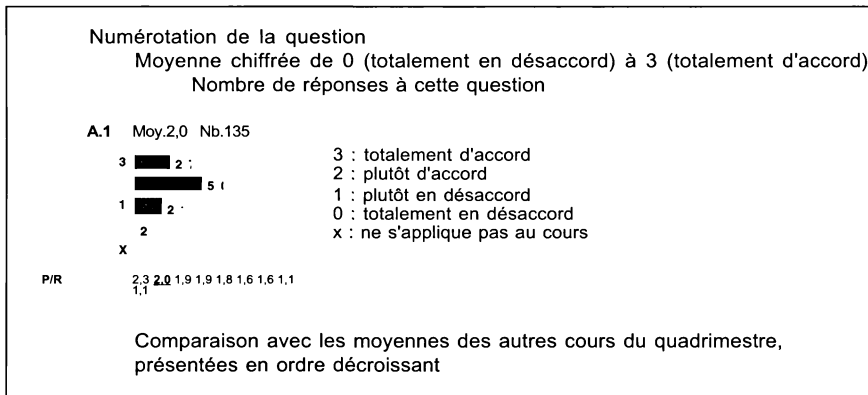 Numérotation de la question
Moyenne chiffrée de 0 (totalement en désaccord) à 3 (totalement d'accord)
Nombre de réponses à cette question
A.1 Moy.2,0 Nb.135
3 2
3 : totalement d'accord
5
2 : plutôt d'accord
1 2
1 : plutôt en désaccord
2
0 : totalement en désaccord
x
x : ne s'applique pas au cours
P/R 2,3 2,0 1,9 1,9 1,8 1,6 1,6 1,1
1,1
Comparaison avec les moyennes des autres cours du quadrimestre,
présentées en ordre décroissant